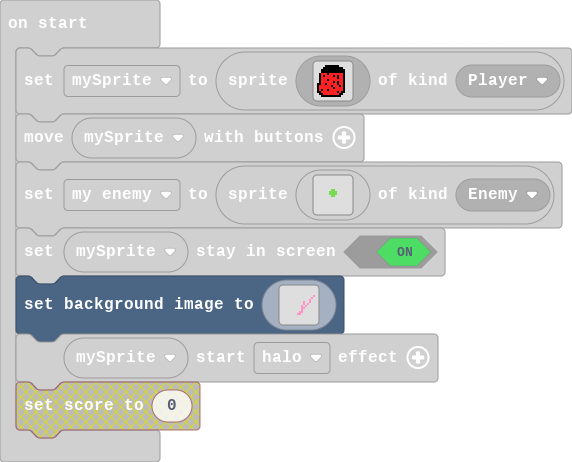 on start
set mySprite to sprite of kind Player
move mySprite with buttons
set my enemy to sprite of kind Enemy
set mySprite stay in screen ON
set background image to
mySprite start halo effect
set score to 0